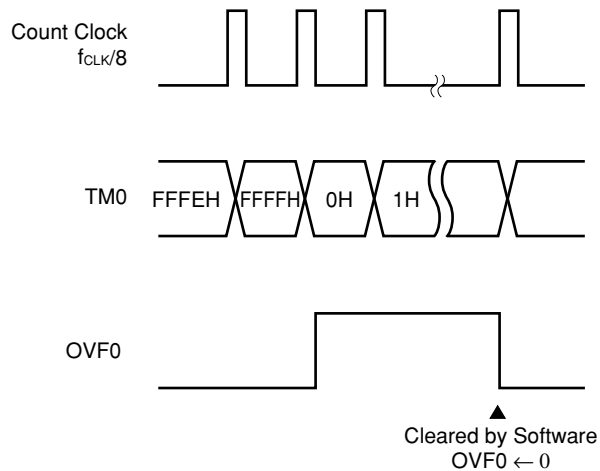 Count Clock
fCLK/8
TM0 FFFEH FFFFH 0H 1H
OVF0
Cleared by Software
OVF0 ← 0